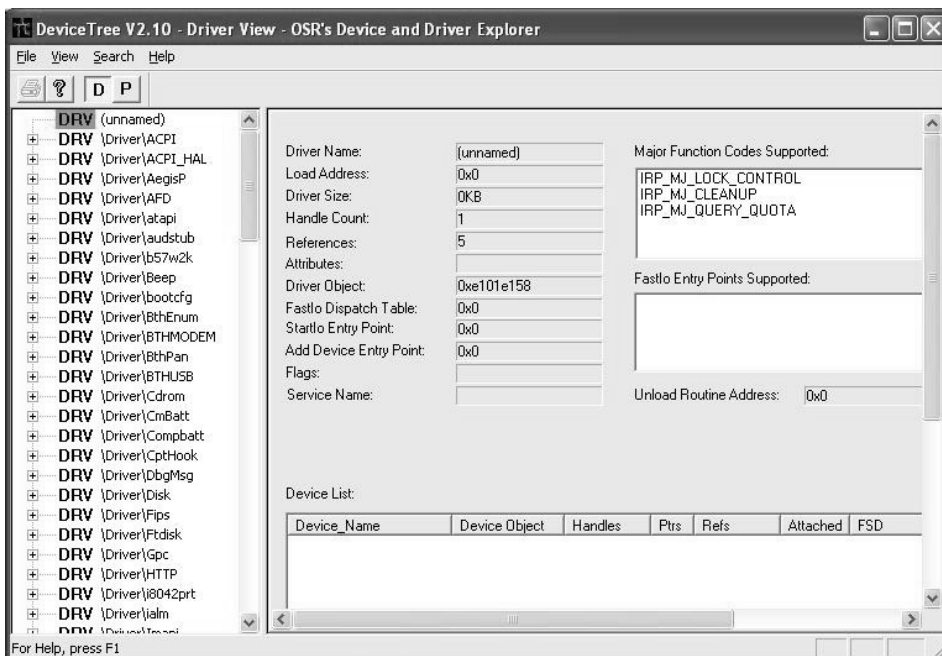 DeviceTree V2.10 - Driver View - OSR's Device and Driver Explorer
File View Search Help
D P
DRV (unnamed)
DRV \Driver\ACPI
DRV \Driver\ACPI_HAL
DRV \Driver\AegisP
DRV \Driver\AFD
DRV \Driver\atapi
DRV \Driver\audstub
DRV \Driver\b57w2k
DRV \Driver\Beep
DRV \Driver\bootcfg
DRV \Driver\BthEnum
DRV \Driver\BTHMODEM
DRV \Driver\BthPan
DRV \Driver\BTHUSB
DRV \Driver\Cdrom
DRV \Driver\CmBatt
DRV \Driver\Compbatt
DRV \Driver\CptHook
DRV \Driver\DbgMsg
DRV \Driver\Disk
DRV \Driver\Fips
DRV \Driver\Ftdisk
DRV \Driver\Gpc
DRV \Driver\HTTP
DRV \Driver\i8042prt
DRV \Driver\ialm
DRV \Driver\Imapi
Driver Name: (unnamed)
Load Address: 0x0
Driver Size: 0KB
Handle Count: 1
References: 5
Attributes:
Driver Object: 0xe101e158
FastIo Dispatch Table: 0x0
StartIo Entry Point: 0x0
Add Device Entry Point: 0x0
Flags:
Service Name:
Major Function Codes Supported:
IRP_MJ_LOCK_CONTROL
IRP_MJ_CLEANUP
IRP_MJ_QUERY_QUOTA
FastIo Entry Points Supported:
Unload Routine Address: 0x0
Device List:
Device_Name Device Object Handles Ptrs Refs Attached FSD
For Help, press F1